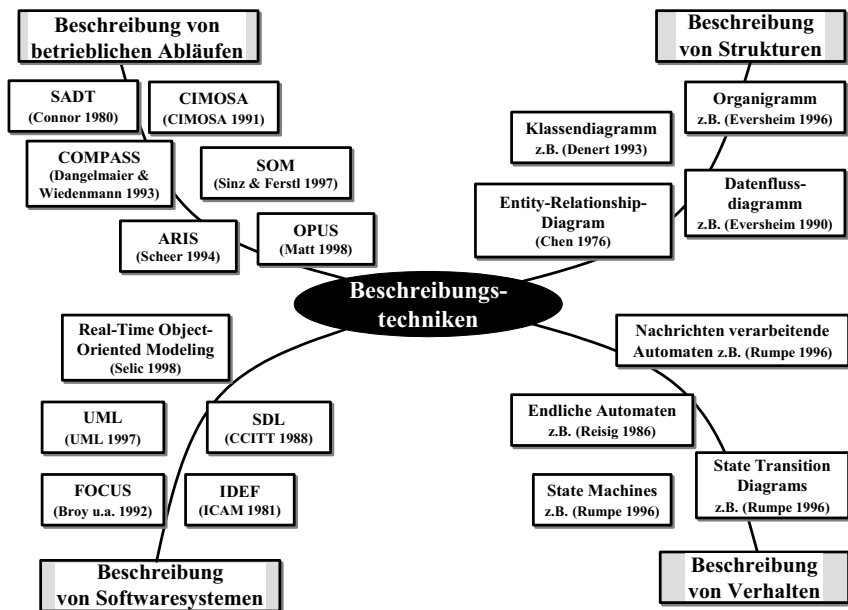 Beschreibung von
betrieblichen Abläufen
SADT
(Connor 1980)
CIMOSA
(CIMOSA 1991)
COMPASS
(Dangelmaier &
Wiedenmann 1993)
SOM
(Sinz & Ferstl 1997)
ARIS
(Scheer 1994)
OPUS
(Matt 1998)
Beschreibung
von Strukturen
Organigramm
z.B. (Eversheim 1996)
Klassendiagramm
z.B. (Denert 1993)
Entity-Relationship-
Diagram
(Chen 1976)
Datenfluss-
diagramm
z.B. (Eversheim 1990)
Beschreibungs-
techniken
Real-Time Object-
Oriented Modeling
(Selic 1998)
UML
(UML 1997)
SDL
(CCITT 1988)
FOCUS
(Broy u.a. 1992)
IDEF
(ICAM 1981)
Beschreibung
von Softwaresystemen
Nachrichten verarbeitende
Automaten z.B. (Rumpe 1996)
Endliche Automaten
z.B. (Reisig 1986)
State Machines
z.B. (Rumpe 1996)
State Transition
Diagrams
z.B. (Rumpe 1996)
Beschreibung
von Verhalten